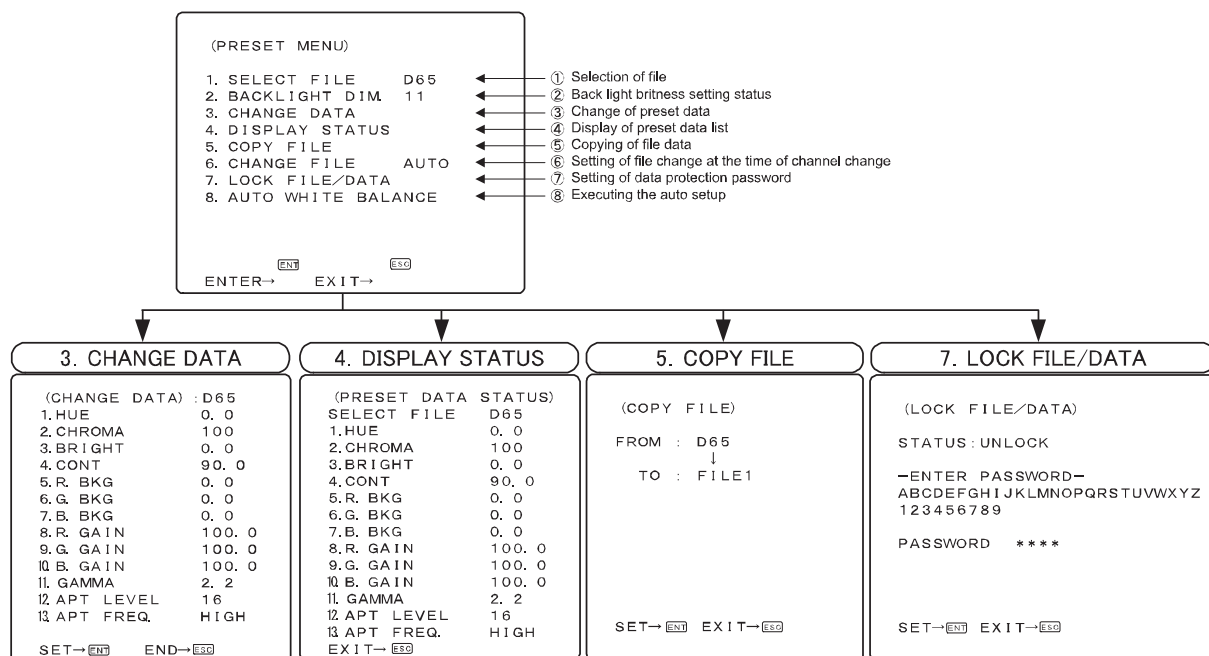 (PRESET MENU)
1. SELECT FILE D65
2. BACKLIGHT DIM. 11
3. CHANGE DATA
4. DISPLAY STATUS
5. COPY FILE
6. CHANGE FILE AUTO
7. LOCK FILE/DATA
8. AUTO WHITE BALANCE
ENT ESC
ENTER→ EXIT→
① Selection of file
② Back light britness setting status
③ Change of preset data
④ Display of preset data list
⑤ Copying of file data
⑥ Setting of file change at the time of channel change
⑦ Setting of data protection password
⑧ Executing the auto setup
3. CHANGE DATA
(CHANGE DATA) :D65
1. HUE 0. 0
2. CHROMA 100
3. BRIGHT 0. 0
4. CONT 90. 0
5. R. BKG 0. 0
6. G. BKG 0. 0
7. B. BKG 0. 0
8. R. GAIN 100. 0
9. G. GAIN 100. 0
10. B. GAIN 100. 0
11. GAMMA 2. 2
12. APT LEVEL 16
13. APT FREQ. HIGH
SET→ENT END→ESC
4. DISPLAY STATUS
(PRESET DATA STATUS)
SELECT FILE D65
1. HUE 0. 0
2. CHROMA 100
3. BRIGHT 0. 0
4. CONT 90. 0
5. R. BKG 0. 0
6. G. BKG 0. 0
7. B. BKG 0. 0
8. R. GAIN 100. 0
9. G. GAIN 100. 0
10. B. GAIN 100. 0
11. GAMMA 2. 2
12. APT LEVEL 16
13. APT FREQ. HIGH
EXIT→ ESC
5. COPY FILE
(COPY FILE)
FROM : D65
↓
TO : FILE1
SET→ENT EXIT→ESC
7. LOCK FILE/DATA
(LOCK FILE/DATA)
STATUS:UNLOCK
—ENTER PASSWORD—
ABCDEFGHIJKLMNOPQRSTUVWXYZ
123456789
PASSWORD ****
SET→ENT EXIT→ESC